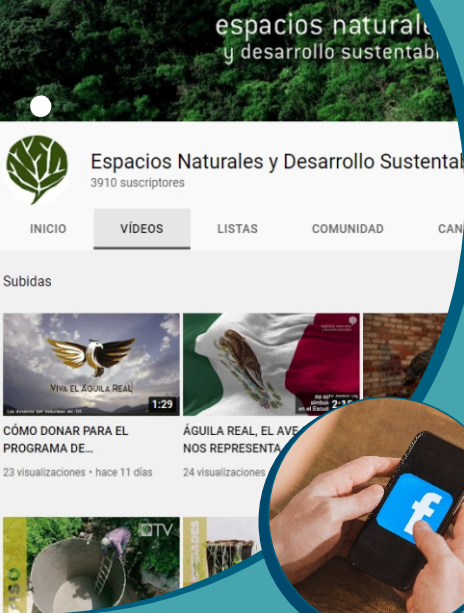 espacios natural
y desarrollo sustentab
Espacios Naturales y Desarrollo Sustentab
3910 suscriptores
INICIO VÍDEOS LISTAS COMUNIDAD CAN
Subidas
VIVA EL ÁGUILA REAL
1:29
CÓMO DONAR PARA EL
PROGRAMA DE...
23 visualizaciones • hace 11 días
ÁGUILA REAL, EL AVE
NOS REPRESENTA
24 visualizaciones
TV
f